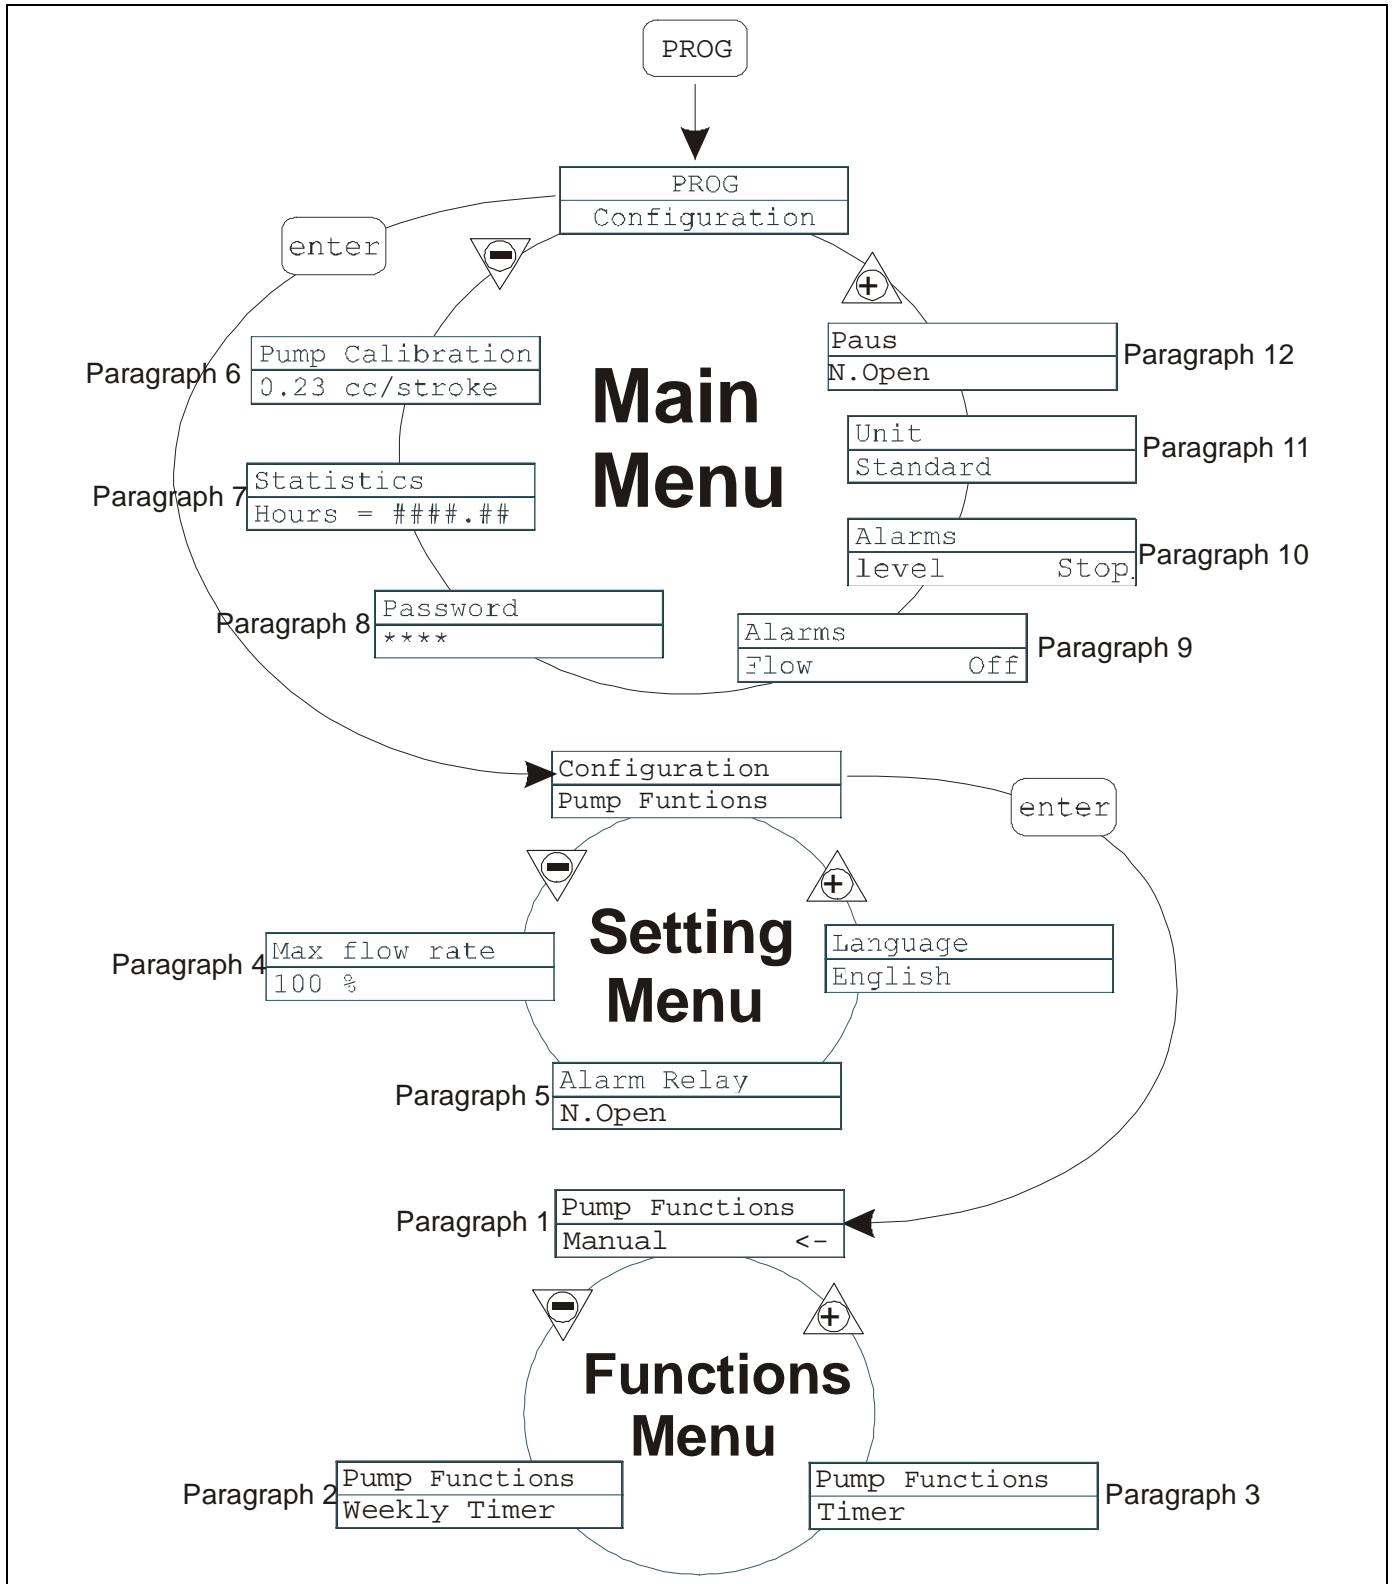 PROG
PROG
Configuration
enter
Pump Calibration
0.23 cc/stroke
Paragraph 6
Paus
N.Open
Paragraph 12
Main
Menu
Unit
Standard
Paragraph 11
Statistics
Hours = ####.##
Paragraph 7
Alarms
level Stop.
Paragraph 10
Password
****
Paragraph 8
Alarms
Flow Off
Paragraph 9
Configuration
Pump Funtions
enter
Setting
Menu
Max flow rate
100 %
Paragraph 4
Language
English
Alarm Relay
N.Open
Paragraph 5
Pump Functions
Manual <-
Paragraph 1
Functions
Menu
Pump Functions
Weekly Timer
Paragraph 2
Pump Functions
Timer
Paragraph 3